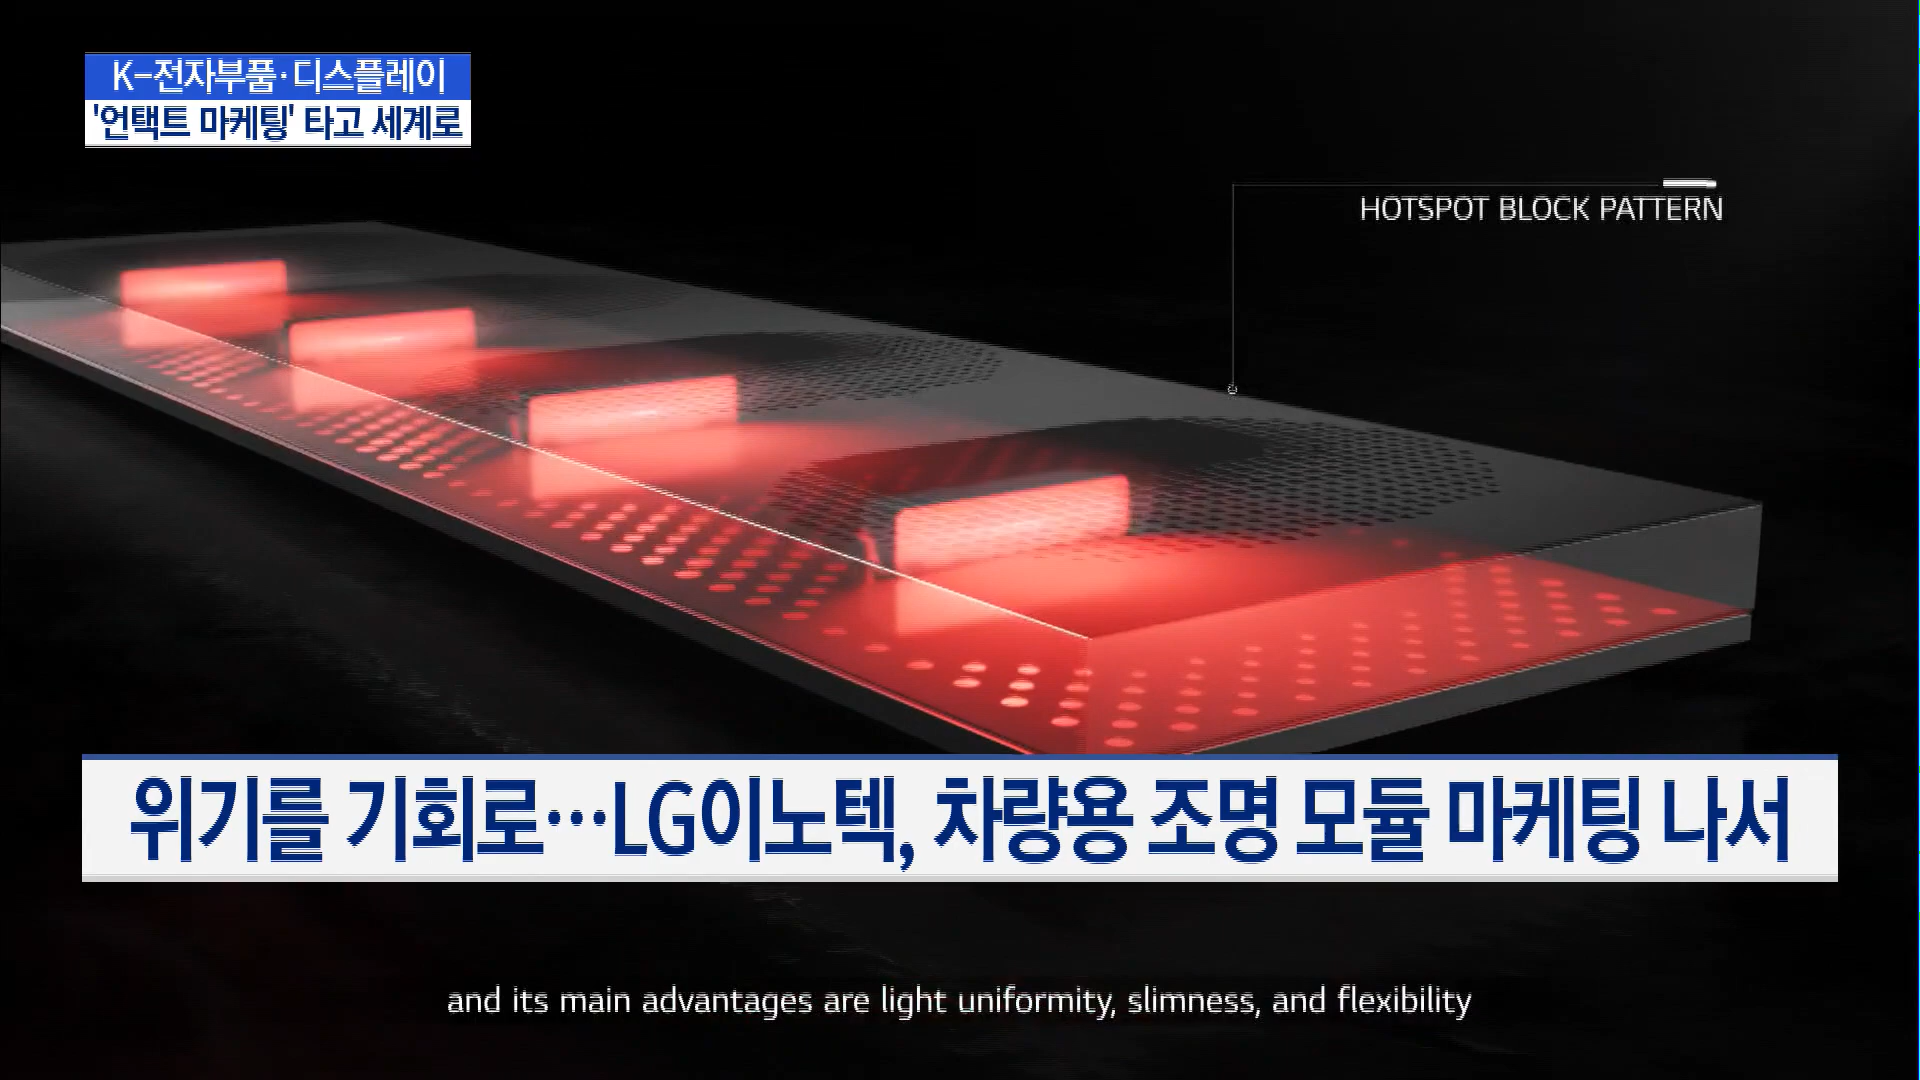 K-전자부품·디스플레이
'언택트 마케팅' 타고 세계로
HOTSPOT BLOCK PATTERN
위기를 기회로…LG이노텍, 차량용 조명 모듈 마케팅 나서
and its main advantages are light uniformity, slimness, and flexibility